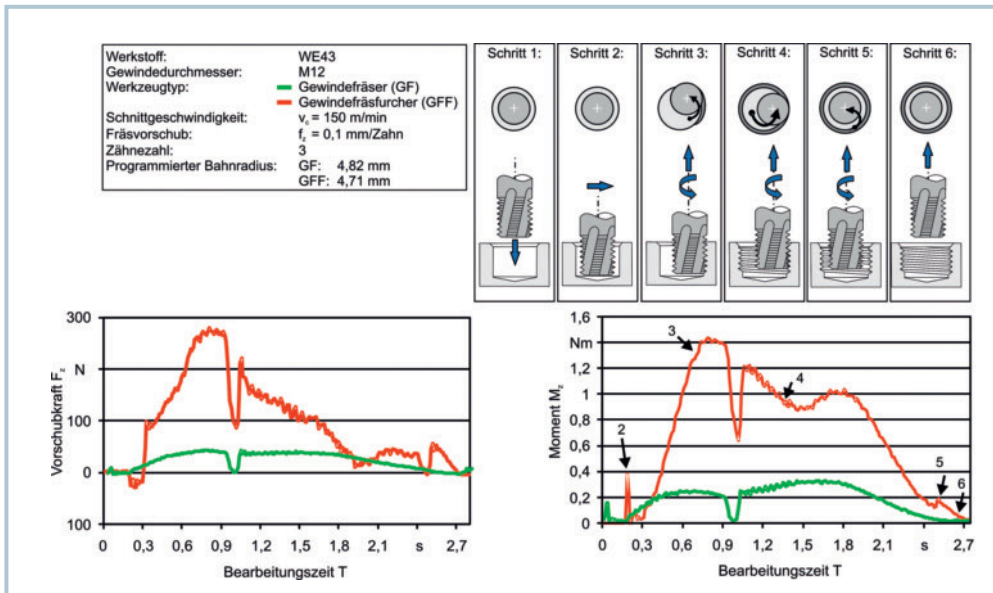 Werkstoff: WE43
Gewindedurchmesser: M12
Werkzeugtyp: Gewindefräser (GF)
Gewindefräsfurcher (GFF)
Schnittgeschwindigkeit: vc = 150 m/min
Fräsvorschub: fz = 0,1 mm/Zahn
Zähnezahl: 3
Programmierter Bahnradius: GF: 4,82 mm
GFF: 4,71 mm
Schritt 1: Schritt 2: Schritt 3: Schritt 4: Schritt 5: Schritt 6:
Vorschubkraft Fz
300
N
100
0
100
0 0,3 0,6 0,9 1,2 1,5 1,8 2,1 s 2,7
Bearbeitungszeit T
Moment Mz
1,6
Nm
1,2
1
0,8
0,6
0,4
0,2
0
2
3
4
5
6
0 0,3 0,6 0,9 1,2 1,5 1,8 2,1 s 2,7
Bearbeitungszeit T